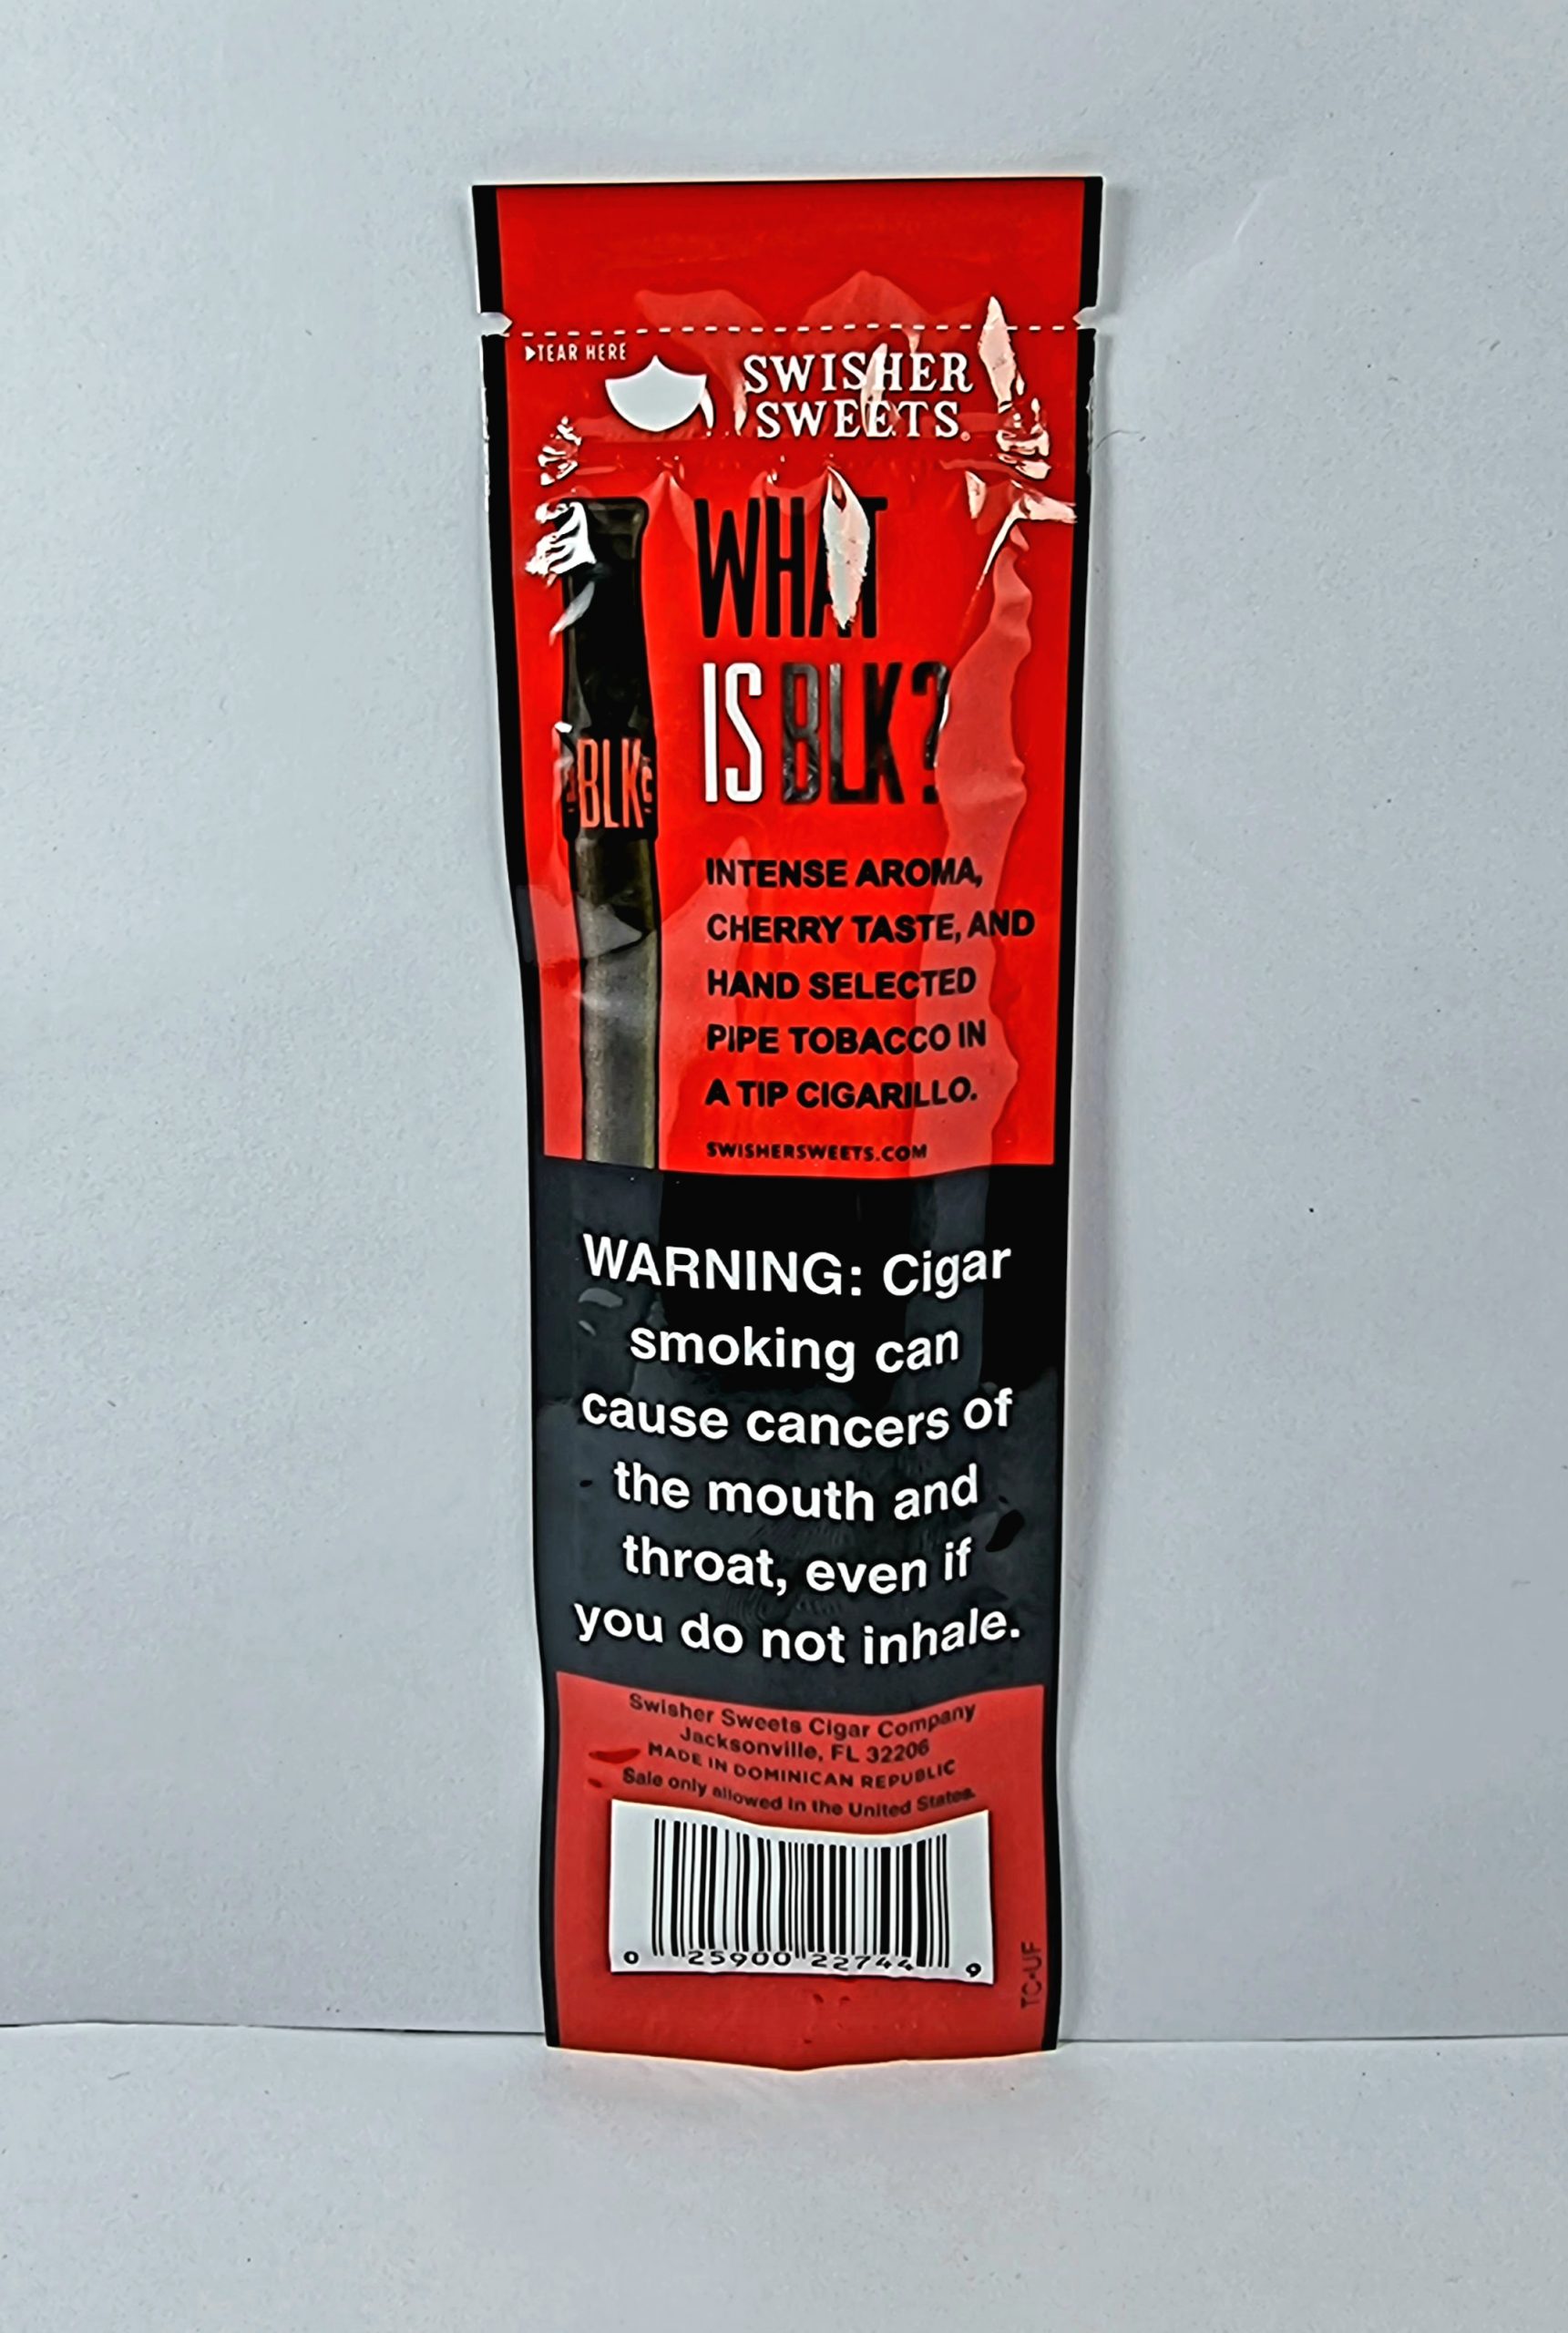 TEAR HERE
SWISHER
SWEETS
WHAT
IS BLK?
BLK
INTENSE AROMA,
CHERRY TASTE, AND
HAND SELECTED
PIPE TOBACCO IN
A TIP CIGARILLO.
SWISHERSWEETS.COM
WARNING: Cigar
smoking can
cause cancers of
the mouth and
throat, even if
you do not inhale.
Swisher Sweets Cigar Company
Jacksonville, FL 32206
MADE IN DOMINICAN REPUBLIC
Sale only allowed in the United States.
0 25900 22744 9
TC-UF